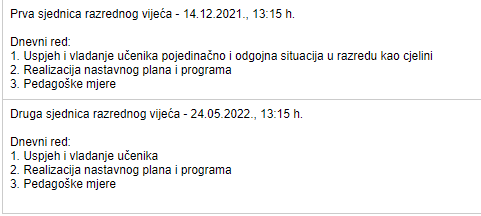 Prva sjednica razrednog vijeća - 14.12.2021., 13:15 h.
Dnevni red:
1. Uspjeh i vladanje učenika pojedinačno i odgojna situacija u razredu kao cjelini
2. Realizacija nastavnog plana i programa
3. Pedagoške mjere
Druga sjednica razrednog vijeća - 24.05.2022., 13:15 h.
Dnevni red:
1. Uspjeh i vladanje učenika
2. Realizacija nastavnog plana i programa
3. Pedagoške mjere